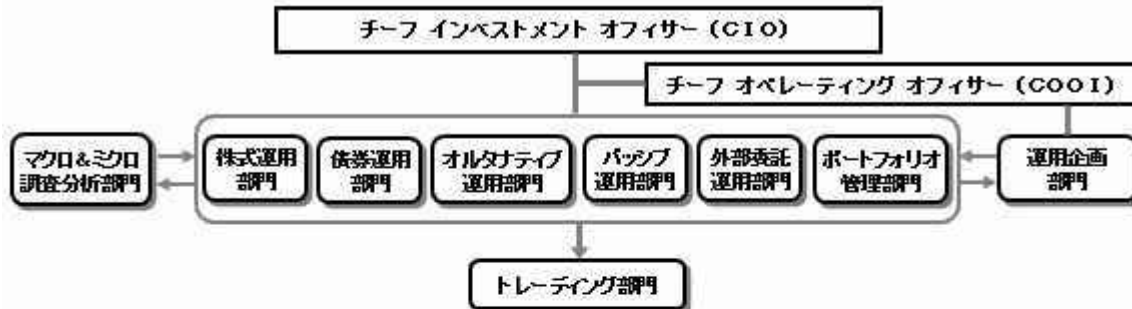 チーフ インベストメント オフィサー（ＣＩＯ）
チーフ オペレーティング オフィサー（ＣＯＯＩ）
マクロ＆ミクロ
調査分析部門
株式運用
部門
債券運用
部門
オルタナティブ
運用部門
パッシブ
運用部門
外部委託
運用部門
ポートフォリオ
管理部門
運用企画
部門
トレーディング部門